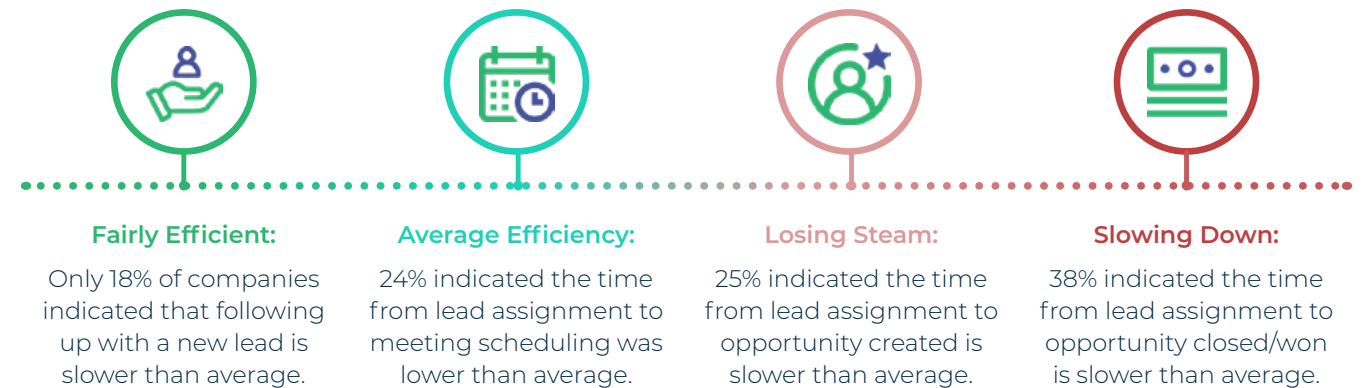 Fairly Efficient:
Only 18% of companies
indicated that following
up with a new lead is
slower than average.
Average Efficiency:
24% indicated the time
from lead assignment to
meeting scheduling was
lower than average.
Losing Steam:
25% indicated the time
from lead assignment to
opportunity created is
slower than average.
Slowing Down:
38% indicated the time
from lead assignment to
opportunity closed/won
is slower than average.